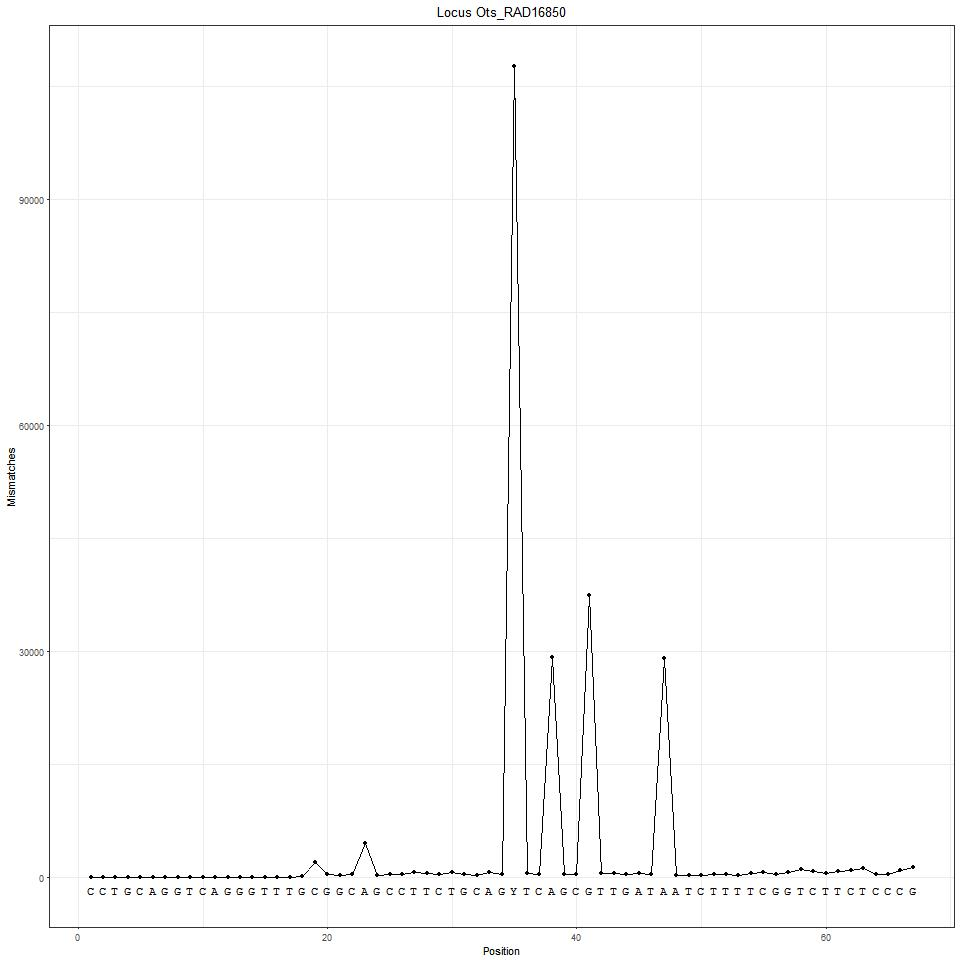 Locus Ots_RAD16850
Mismatches
90000
60000
30000
0
C C T G C A G G T C A G G G T T T G C G G C A G C C T T C T G C A G Y T C A G C G T T G A T A A T C T T T T C G G T C T T C T C C C G
0 20 40 60
Position